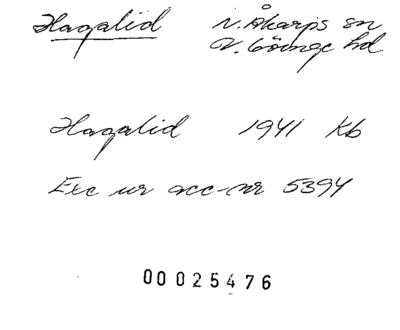 Hagalid N. Åkarps sn
V. Göinge hd
Hagalid 1941 Kb
Exc ur acc-nr 5394
00025476